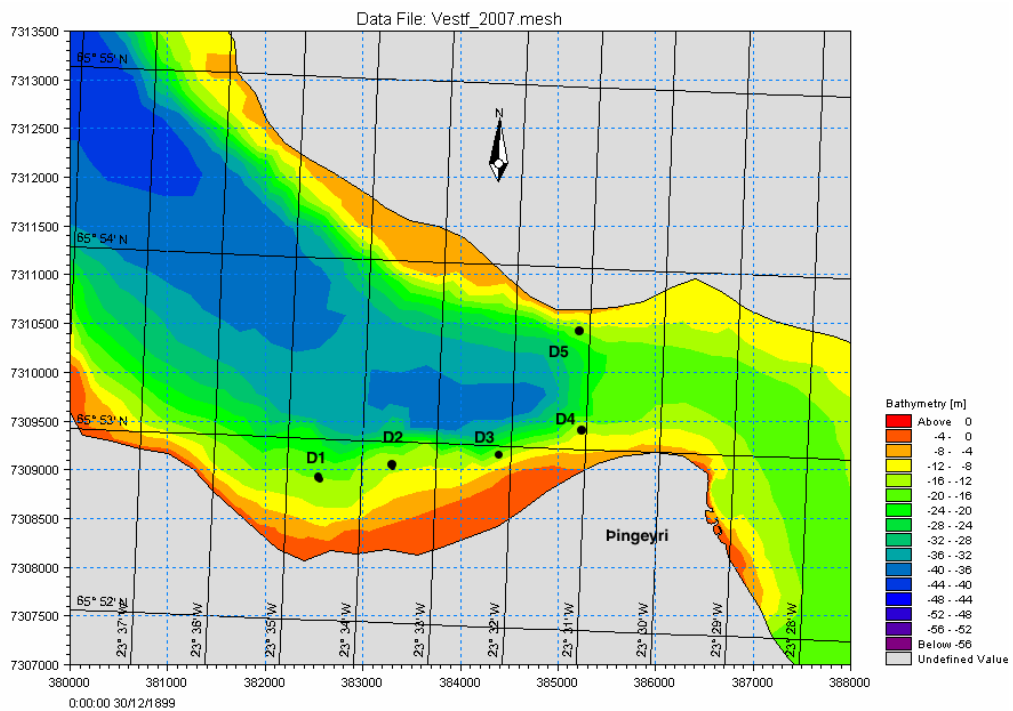 Data File: Vestf_2007.mesh
7313500
65° 55' N
7313000
N
7312500
7312000
7311500
65° 54' N
7311000
7310500
D5
7310000
7309500
65° 53' N
D4
D2
D3
D1
7309000
7308500
Þingeyri
7308000
65° 52' N
7307500
7307000
23° 37' W
23° 36' W
23° 35' W
23° 34' W
23° 33' W
23° 32' W
23° 31' W
23° 30' W
23° 29' W
23° 28' W
380000 381000 382000 383000 384000 385000 386000 387000 388000
0:00:00 30/12/1899
Bathymetry [m]
Above 0
-4 - 0
-8 - -4
-12 - -8
-16 - -12
-20 - -16
-24 - -20
-28 - -24
-32 - -28
-36 - -32
-40 - -36
-44 - -40
-48 - -44
-52 - -48
-56 - -52
Below -56
Undefined Value